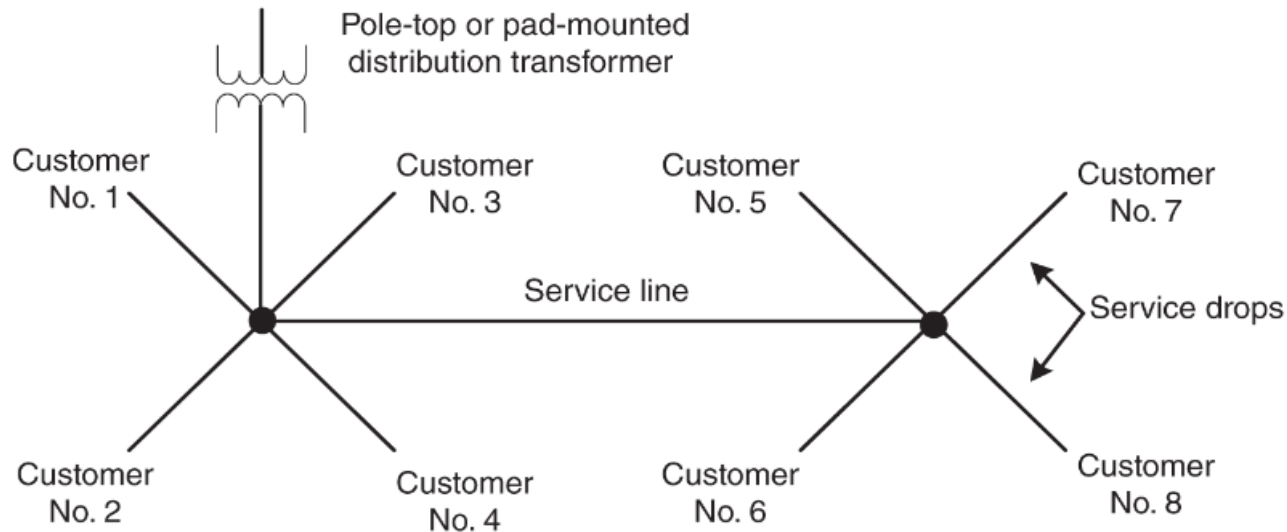 Pole-top or pad-mounted
distribution transformer
Customer
No. 1
Customer
No. 3
Customer
No. 5
Customer
No. 7
Service line
Service drops
Customer
No. 2
Customer
No. 4
Customer
No. 6
Customer
No. 8